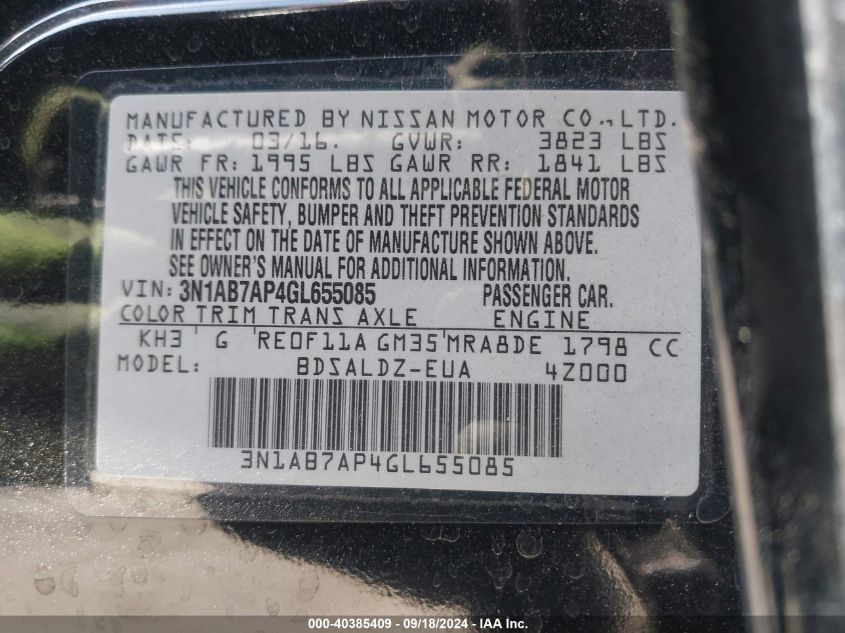 MANUFACTURED BY NISSAN MOTOR CO., LTD.
DATE: 03/16. GVWR: 3823 LBS
GAWR FR: 1995 LBS GAWR RR: 1841 LBS
THIS VEHICLE CONFORMS TO ALL APPLICABLE FEDERAL MOTOR
VEHICLE SAFETY, BUMPER AND THEFT PREVENTION STANDARDS
IN EFFECT ON THE DATE OF MANUFACTURE SHOWN ABOVE.
SEE OWNER'S MANUAL FOR ADDITIONAL INFORMATION.
VIN: 3N1AB7AP4GL655085 PASSENGER CAR.
COLOR TRIM TRANS AXLE ENGINE
KH3 G RE0F11A GM35 MRA8DE 1798 CC
MODEL: BDSALDZ-EUA 4Z000
3N1AB7AP4GL655085
000-40385409 - 09/18/2024 - IAA Inc.